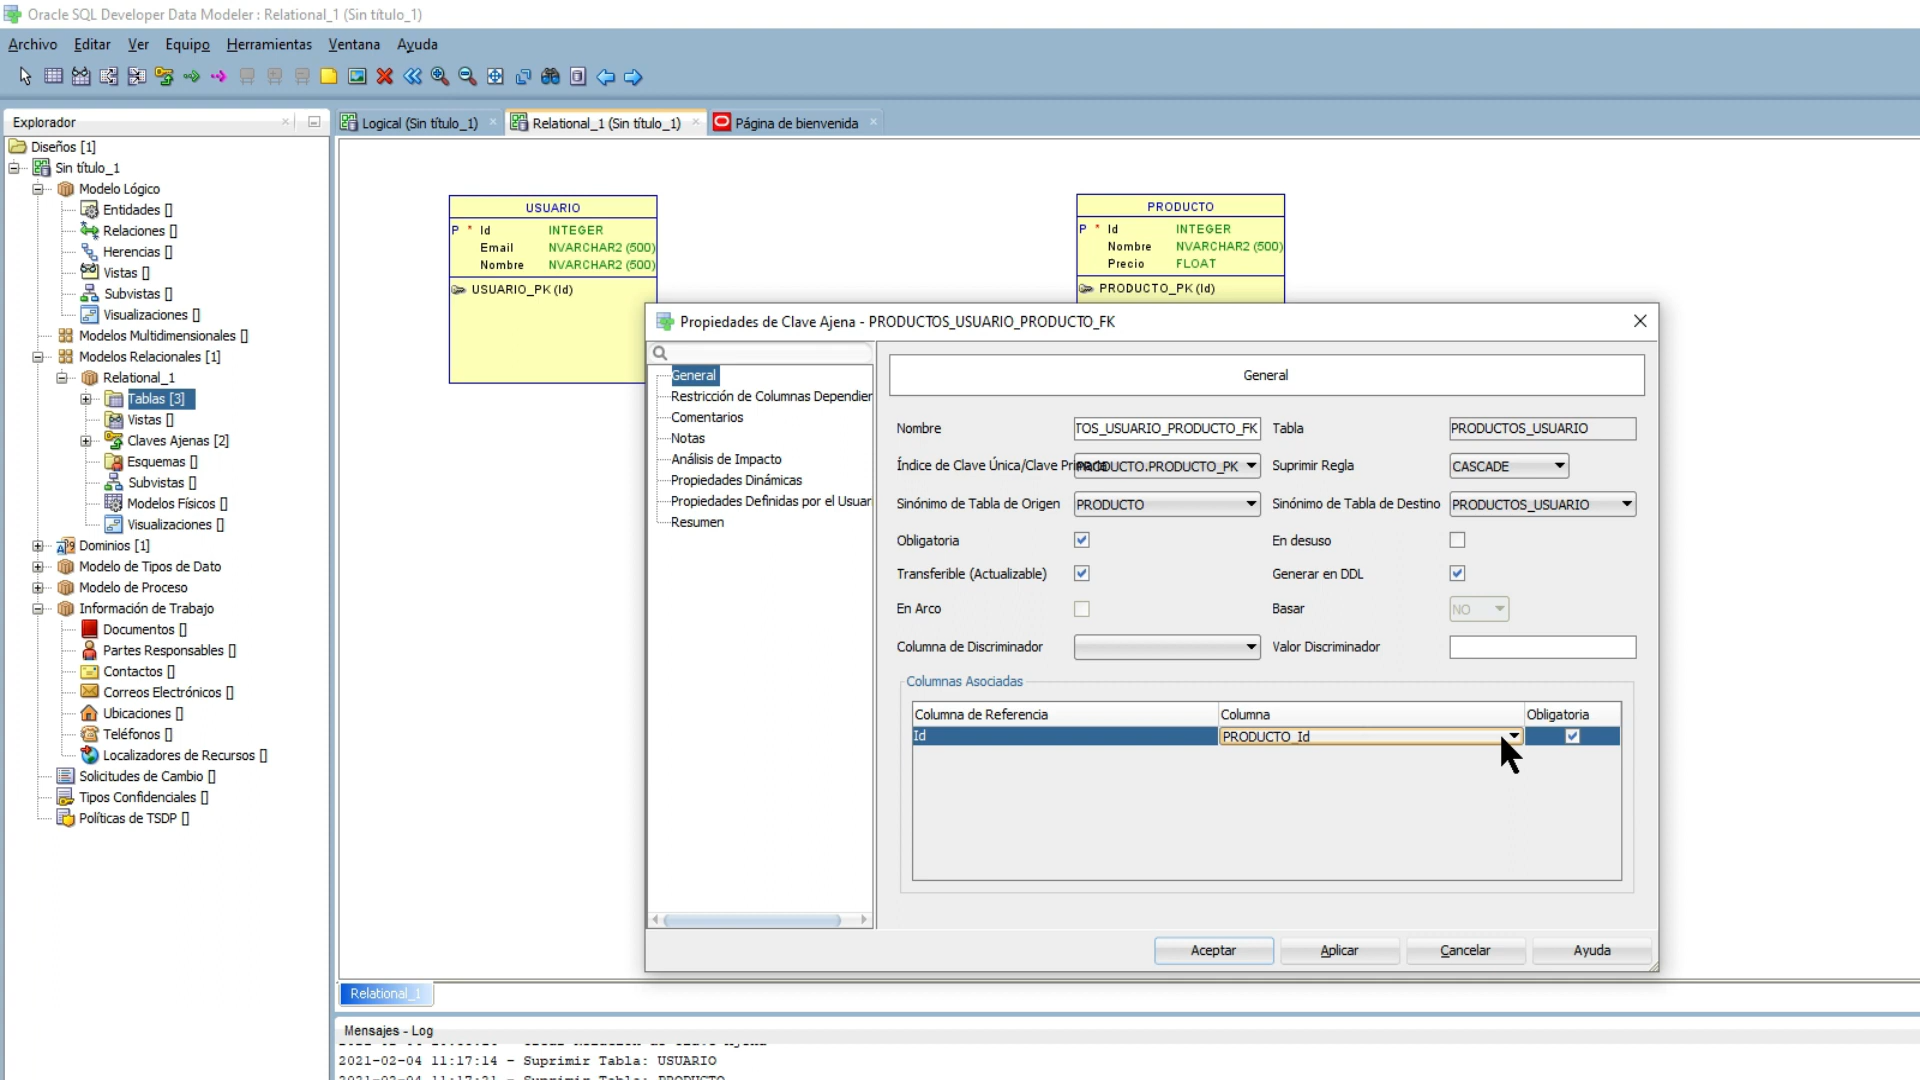 Oracle SQL Developer Data Modeler : Relational_1 (Sin título_1)
Archivo Editar Ver Equipo Herramientas Ventana Ayuda
Explorador
Logical (Sin título_1)
Relational_1 (Sin título_1)
Página de bienvenida
Diseños [1]
Sin título_1
Modelo Lógico
Entidades []
Relaciones []
Herencias []
Vistas []
Subvistas []
Visualizaciones []
Modelos Multidimensionales []
Modelos Relacionales [1]
Relational_1
Tablas [3]
Vistas []
Claves Ajenas [2]
Esquemas []
Subvistas []
Modelos Físicos []
Visualizaciones []
Dominios [1]
Modelo de Tipos de Dato
Modelo de Proceso
Información de Trabajo
Documentos []
Partes Responsables []
Contactos []
Correos Electrónicos []
Ubicaciones []
Teléfonos []
Localizadores de Recursos []
Solicitudes de Cambio []
Tipos Confidenciales []
Políticas de TSDP []
USUARIO
P * Id INTEGER
Email NVARCHAR2 (500)
Nombre NVARCHAR2 (500)
USUARIO_PK (Id)
PRODUCTO
P * Id INTEGER
Nombre NVARCHAR2 (500)
Precio FLOAT
PRODUCTO_PK (Id)
Propiedades de Clave Ajena - PRODUCTOS_USUARIO_PRODUCTO_FK
General
Restricción de Columnas Dependier
Comentarios
Notas
Análisis de Impacto
Propiedades Dinámicas
Propiedades Definidas por el Usuar
Resumen
General
Nombre TOS_USUARIO_PRODUCTO_FK Tabla PRODUCTOS_USUARIO
Índice de Clave Única/Clave PRODUCTO.PRODUCTO_PK Suprimir Regla CASCADE
Sinónimo de Tabla de Origen PRODUCTO Sinónimo de Tabla de Destino PRODUCTOS_USUARIO
Obligatoria En desuso
Transferible (Actualizable) Generar en DDL
En Arco Basar NO
Columna de Discriminador Valor Discriminador
Columnas Asociadas
Columna de Referencia Columna Obligatoria
Id PRODUCTO_Id
Aceptar Aplicar Cancelar Ayuda
Relational_1
Mensajes - Log
2021-02-04 11:17:14 - Suprimir Tabla: USUARIO